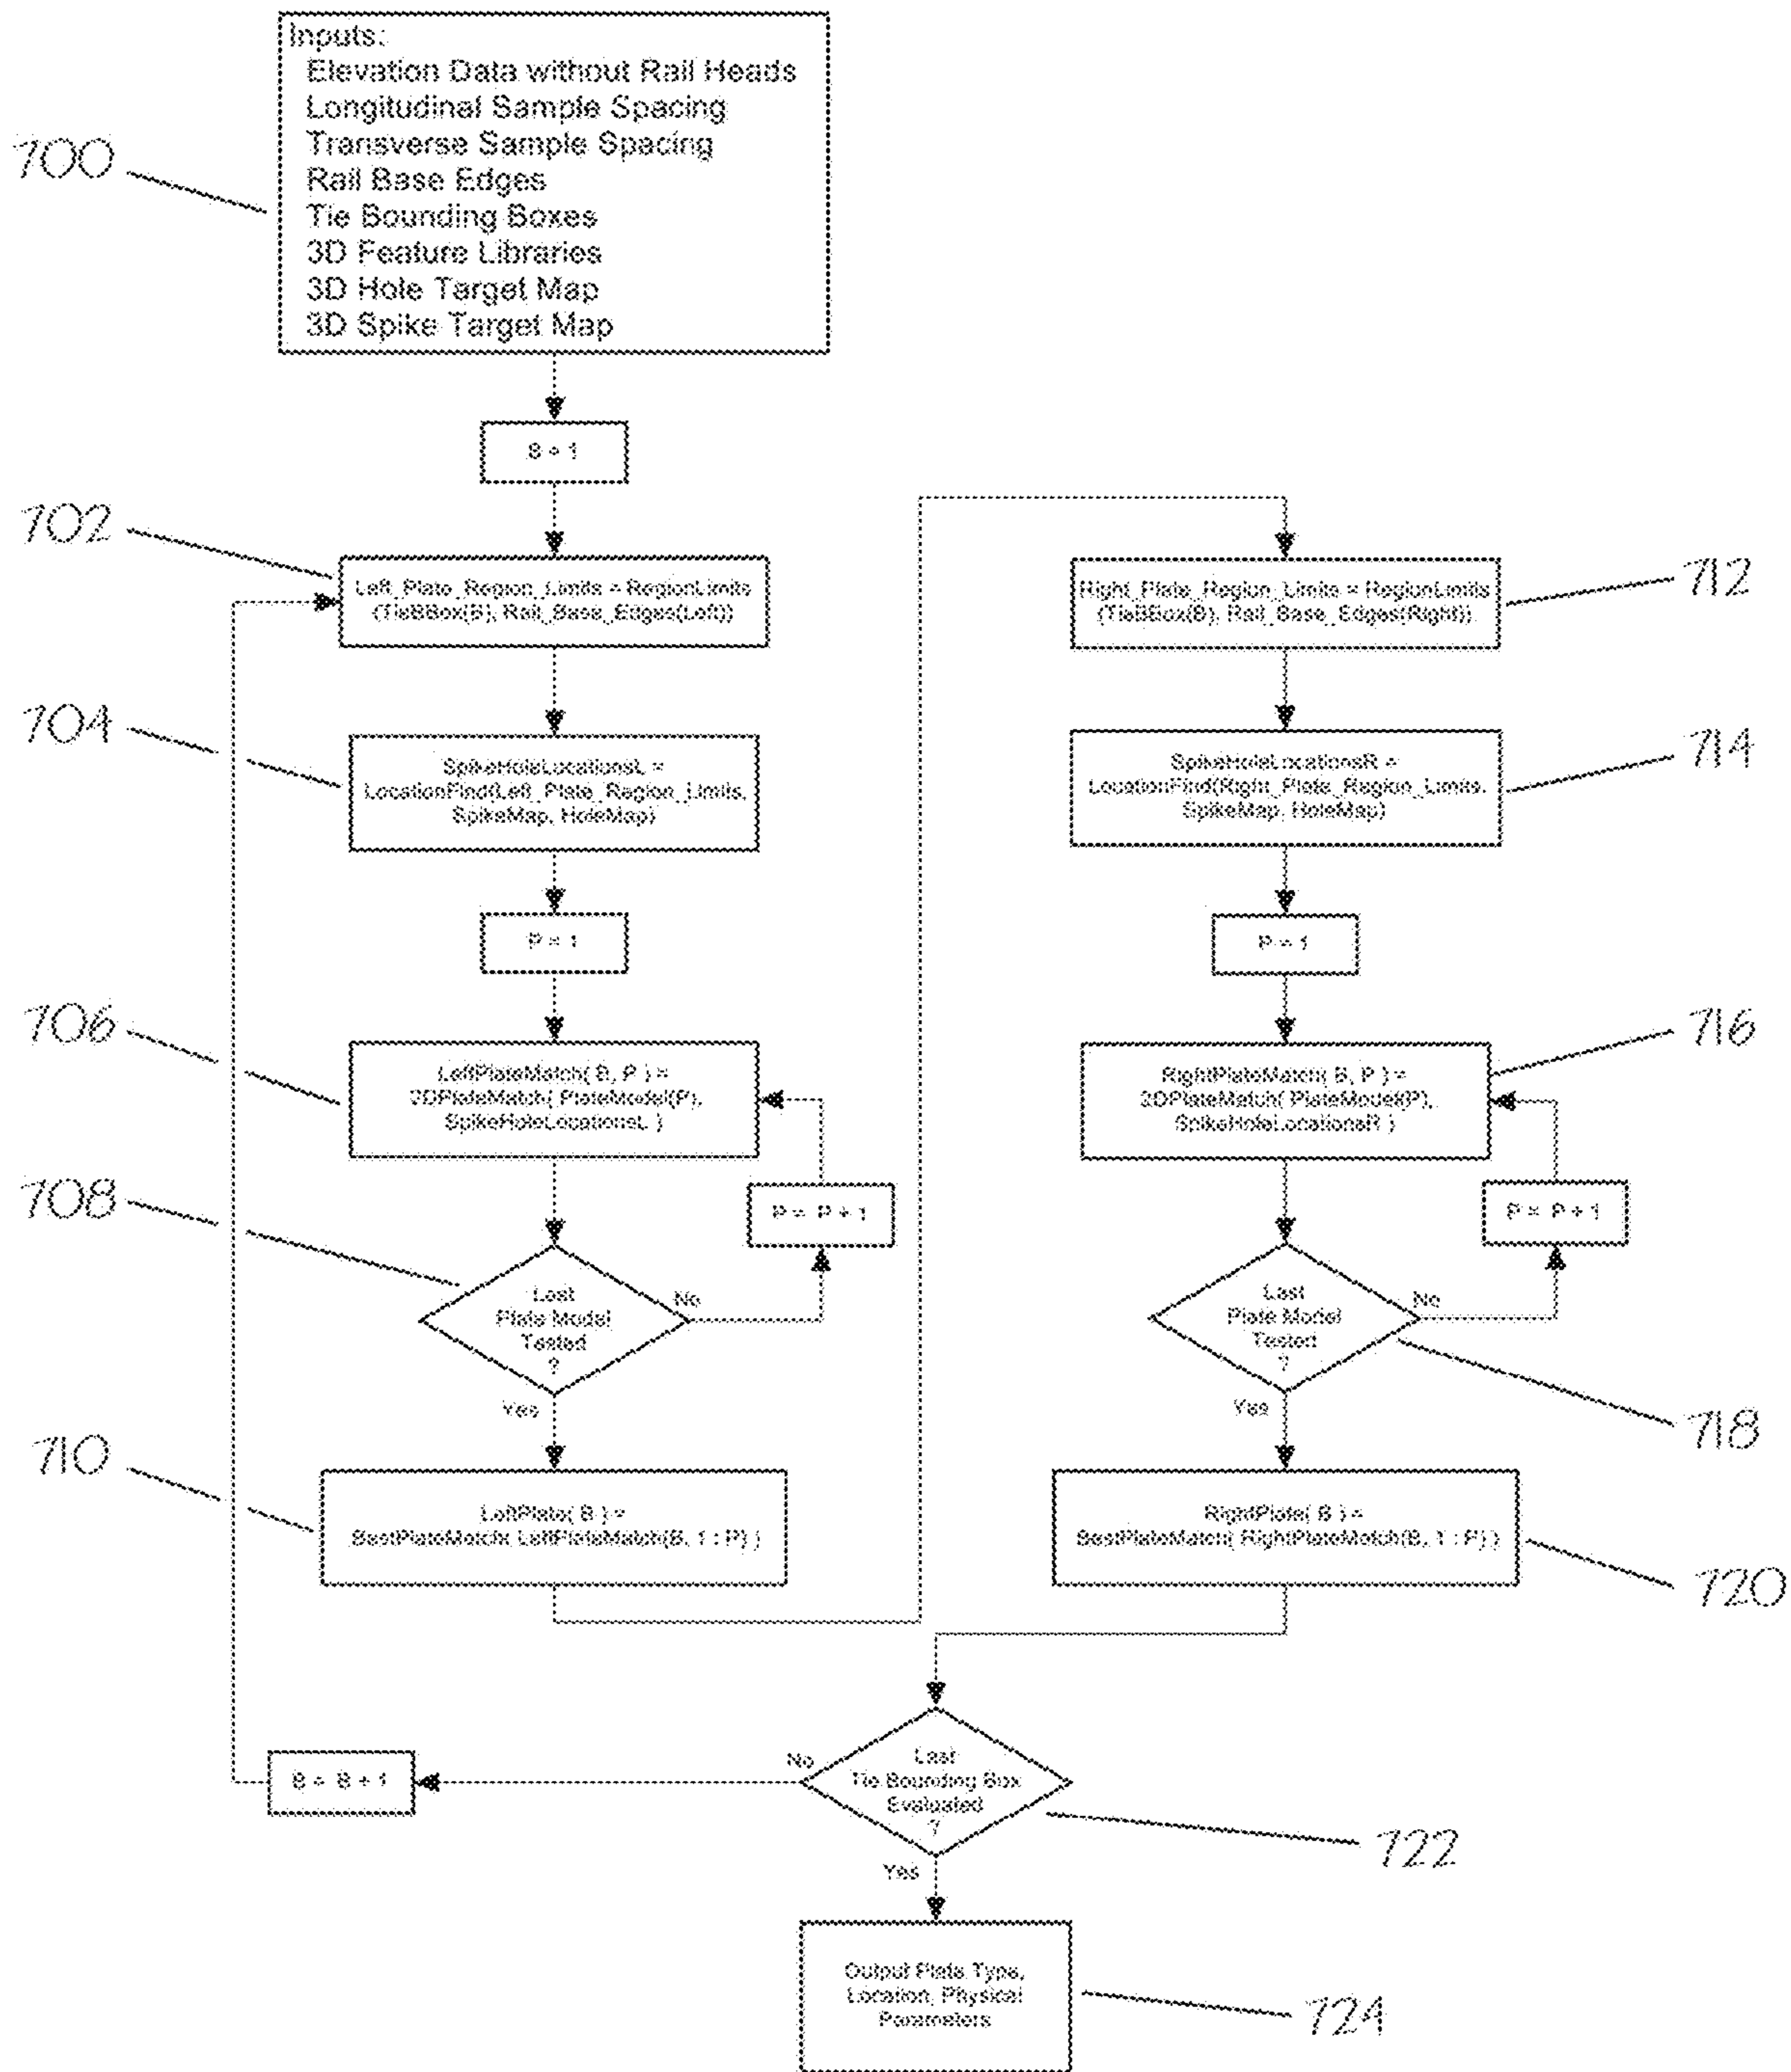 Inputs:
Elevation Data without Rail Heads
Longitudinal Sample Spacing
Transverse Sample Spacing
Rail Base Edges
Tie Bounding Boxes
3D Feature Libraries
3D Hole Target Map
3D Spike Target Map
700
B = 1
702
Left_Plate_Region_Limits = RegionLimits
(TieBBox(B), Rail_Base_Edges(Left))
704
SpikeHoleLocationsL =
LocationFind(Left_Plate_Region_Limits,
SpikeMap, HoleMap)
P = 1
706
LeftPlateMatch( B, P ) =
2DPlateMatch( PlateModel(P),
SpikeHoleLocationsL )
P = P + 1
708
Last
Plate Model
Tested
?
No
Yes
710
LeftPlate( B ) =
BestPlateMatch( LeftPlateMatch(B, 1 : P) )
Right_Plate_Region_Limits = RegionLimits
(TieBBox(B), Rail_Base_Edges(Right))
712
SpikeHoleLocationsR =
LocationFind(Right_Plate_Region_Limits,
SpikeMap, HoleMap)
714
P = 1
RightPlateMatch( B, P ) =
2DPlateMatch( PlateModel(P),
SpikeHoleLocationsR )
716
P = P + 1
Last
Plate Model
Tested
?
No
Yes
718
RightPlate( B ) =
BestPlateMatch( RightPlateMatch(B, 1 : P) )
720
B = B + 1
No
Last
Tie Bounding Box
Evaluated
?
722
Yes
Output Plate Type,
Location, Physical
Parameters
724